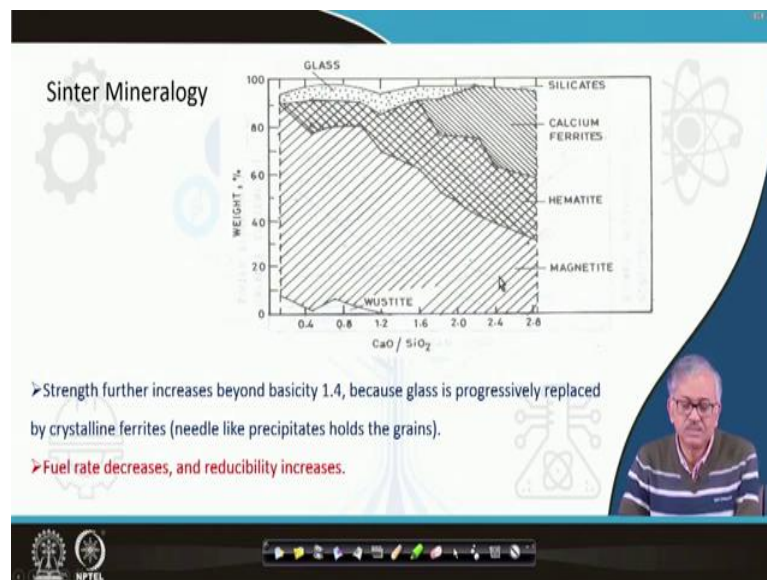 Sinter Mineralogy
GLASS
100
80
60
40
20
0
WEIGHT, %
WUSTITE
0.4 0.8 1.2 1.6 2.0 2.4 2.8
CaO / SiO₂
SILICATES
CALCIUM
FERRITES
HEMATITE
MAGNETITE
➤Strength further increases beyond basicity 1.4, because glass is progressively replaced
by crystalline ferrites (needle like precipitates holds the grains).
➤Fuel rate decreases, and reducibility increases.
NPTEL